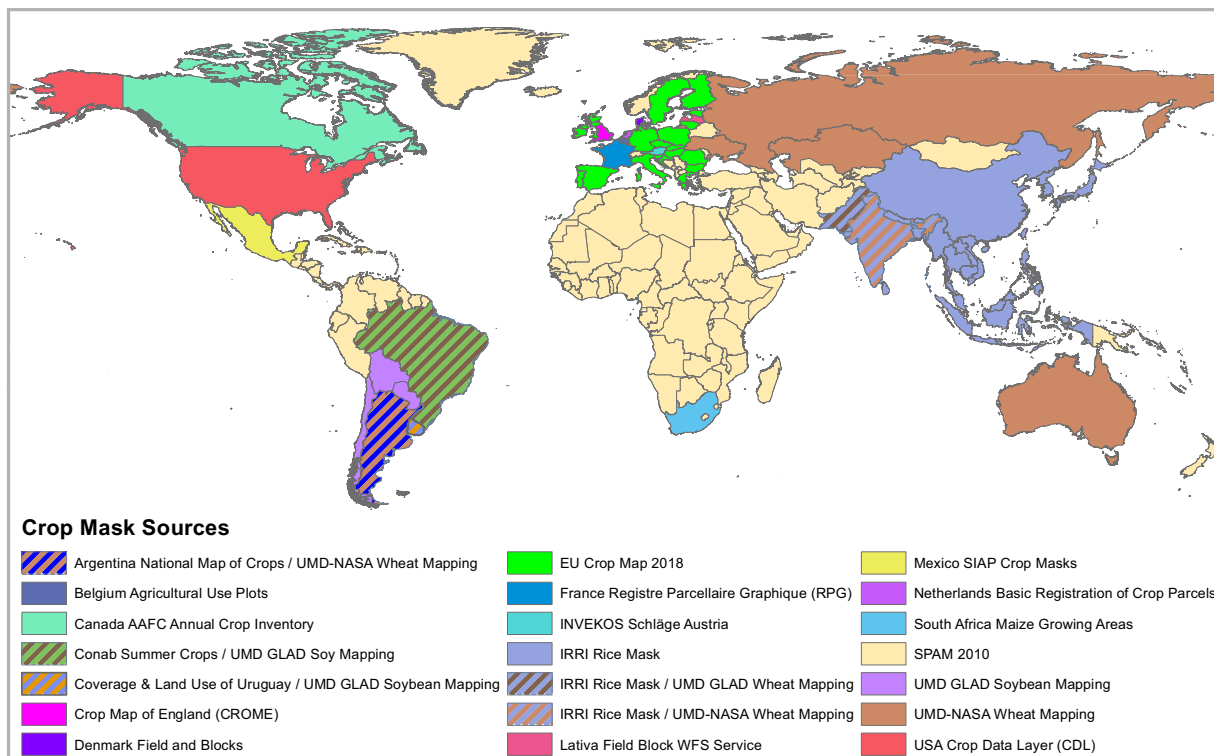 Crop Mask Sources
Argentina National Map of Crops / UMD-NASA Wheat Mapping
Belgium Agricultural Use Plots
Canada AAFC Annual Crop Inventory
Conab Summer Crops / UMD GLAD Soy Mapping
Coverage & Land Use of Uruguay / UMD GLAD Soybean Mapping
Crop Map of England (CROME)
Denmark Field and Blocks
EU Crop Map 2018
France Registre Parcellaire Graphique (RPG)
INVEKOS Schläge Austria
IRRI Rice Mask
IRRI Rice Mask / UMD GLAD Wheat Mapping
IRRI Rice Mask / UMD-NASA Wheat Mapping
Lativa Field Block WFS Service
Mexico SIAP Crop Masks
Netherlands Basic Registration of Crop Parcels
South Africa Maize Growing Areas
SPAM 2010
UMD GLAD Soybean Mapping
UMD-NASA Wheat Mapping
USA Crop Data Layer (CDL)